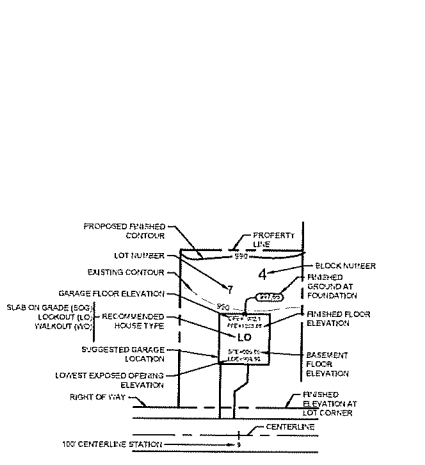 PROPOSED FINISHED
CONTOUR
PROPERTY
LINE
990
LOT NUMBER
7
4
BLOCK NUMBER
EXISTING CONTOUR
FINISHED
GROUND AT
FOUNDATION
GARAGE FLOOR ELEVATION
990
SLAB ON GRADE (SOG)
LOOKOUT (LO)
WALKOUT (WO)
RECOMMENDED
HOUSE TYPE
FINISHED FLOOR
ELEVATION
LO
SUGGESTED GARAGE
LOCATION
BASEMENT
FLOOR
ELEVATION
LOWEST EXPOSED OPENING
ELEVATION
RIGHT OF WAY
FINISHED
ELEVATION AT
LOT CORNER
CENTERLINE
100' CENTERLINE STATION